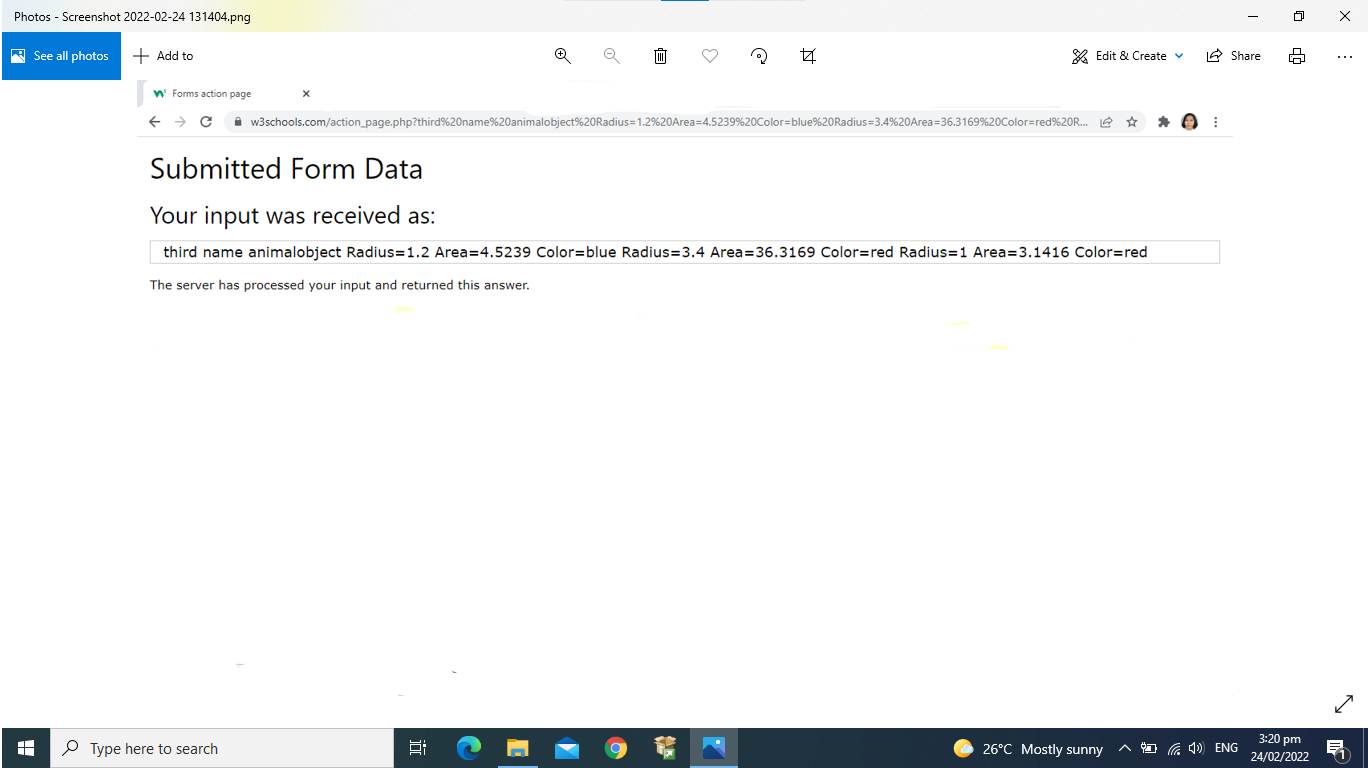 Photos - Screenshot 2022-02-24 131404.png
See all photos
Add to
Edit & Create
Share
Forms action page
w3schools.com/action_page.php?third%20name%20animalobject%20Radius=1.2%20Area=4.5239%20Color=blue%20Radius=3.4%20Area=36.3169%20Color=red%20R...
Submitted Form Data
Your input was received as:
third name animalobject Radius=1.2 Area=4.5239 Color=blue Radius=3.4 Area=36.3169 Color=red Radius=1 Area=3.1416 Color=red
The server has processed your input and returned this answer.
Type here to search
26°C Mostly sunny
ENG
3:20 pm
24/02/2022
1